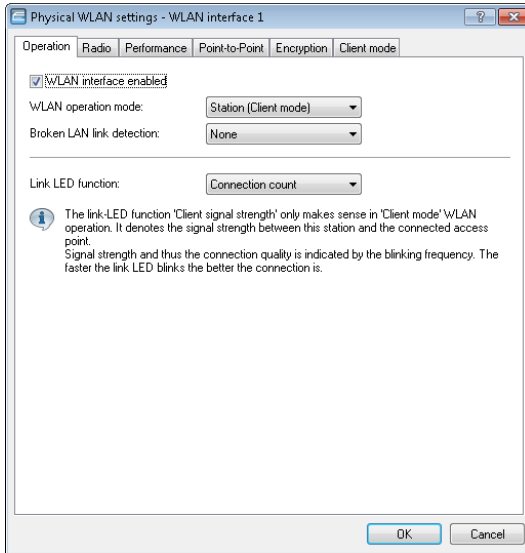 Physical WLAN settings - WLAN interface 1
Operation Radio Performance Point-to-Point Encryption Client mode
WLAN interface enabled
WLAN operation mode: Station (Client mode)
Broken LAN link detection: None
Link LED function: Connection count
The link-LED function 'Client signal strength' only makes sense in 'Client mode' WLAN
operation. It denotes the signal strength between this station and the connected access
point.
Signal strength and thus the connection quality is indicated by the blinking frequency. The
faster the link LED blinks the better the connection is.
OK Cancel